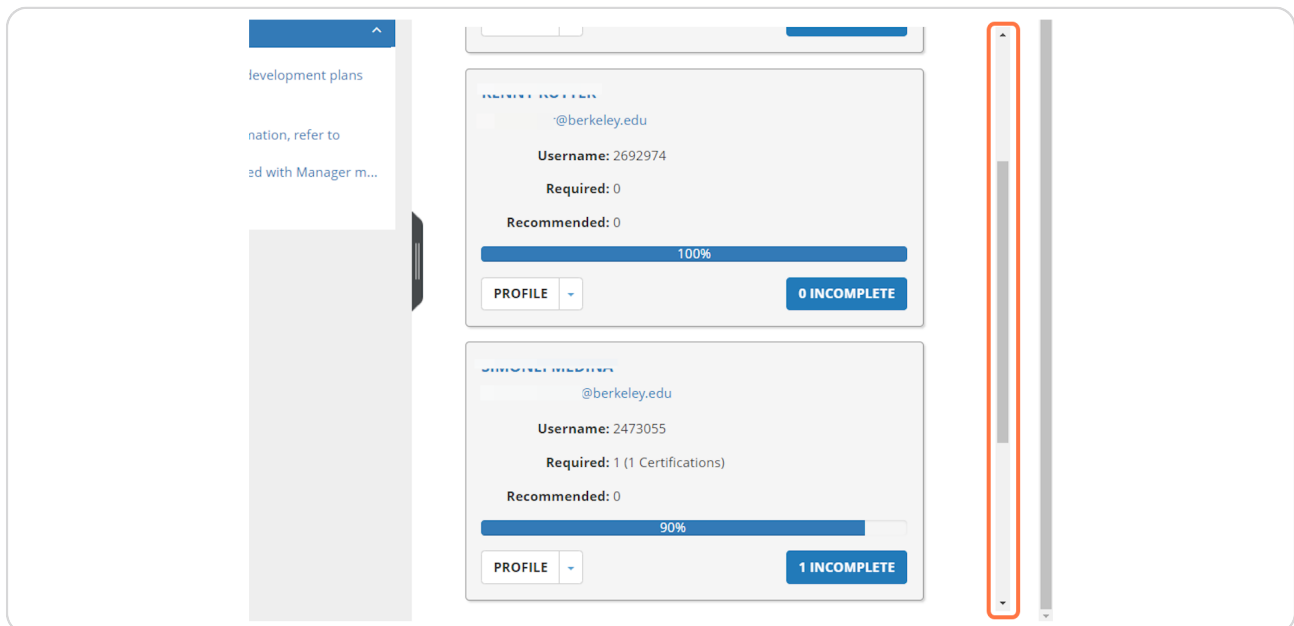 development plans
nation, refer to
ed with Manager m...
@berkeley.edu
Username: 2692974
Required: 0
Recommended: 0
100%
PROFILE
0 INCOMPLETE
@berkeley.edu
Username: 2473055
Required: 1 (1 Certifications)
Recommended: 0
90%
PROFILE
1 INCOMPLETE